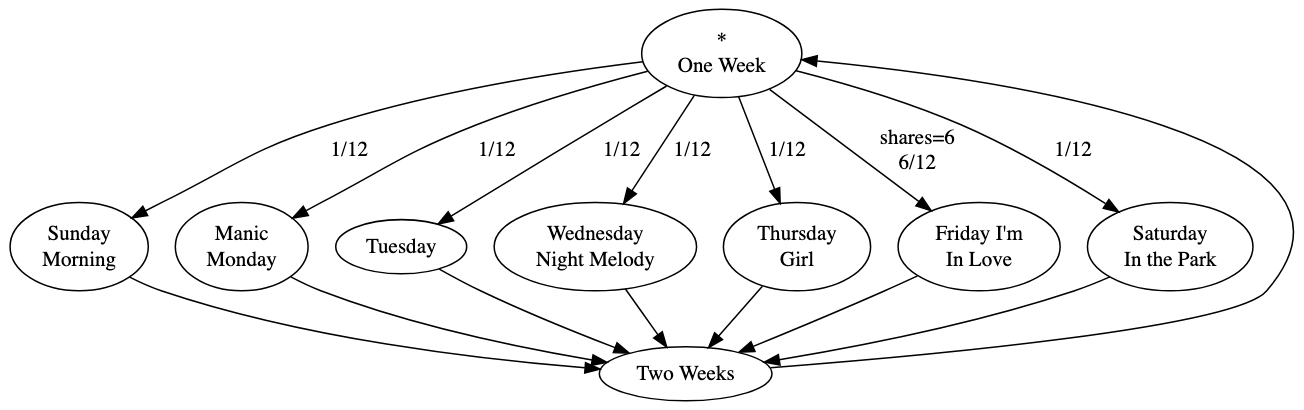 *
One Week
shares=6
1/12
1/12
1/12
1/12
1/12
6/12
1/12
Sunday
Morning
Manic
Monday
Tuesday
Wednesday
Night Melody
Thursday
Girl
Friday I'm
In Love
Saturday
In the Park
Two Weeks